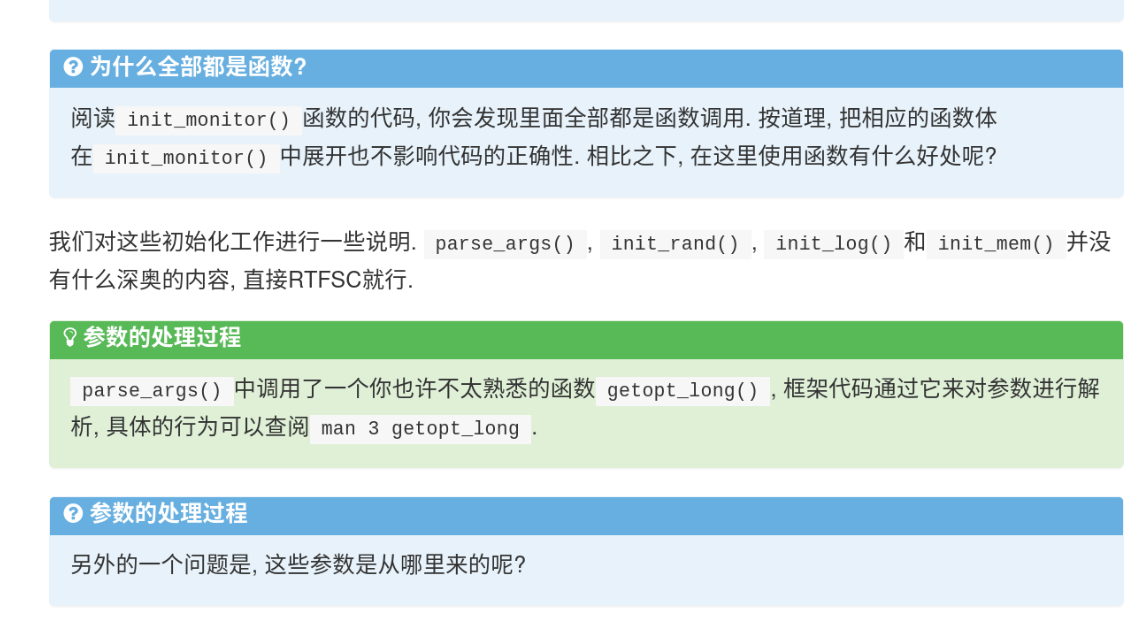 为什么全部都是函数?
阅读 init_monitor() 函数的代码, 你会发现里面全部都是函数调用. 按道理, 把相应的函数体
在 init_monitor() 中展开也不影响代码的正确性. 相比之下, 在这里使用函数有什么好处呢?
我们对这些初始化工作进行一些说明. parse_args() , init_rand() , init_log() 和 init_mem() 并没
有什么深奥的内容, 直接RTFSC就行.
参数的处理过程
parse_args() 中调用了一个你也许不太熟悉的函数 getopt_long() , 框架代码通过它来对参数进行解
析, 具体的行为可以查阅 man 3 getopt_long .
参数的处理过程
另外的一个问题是, 这些参数是从哪里来的呢?